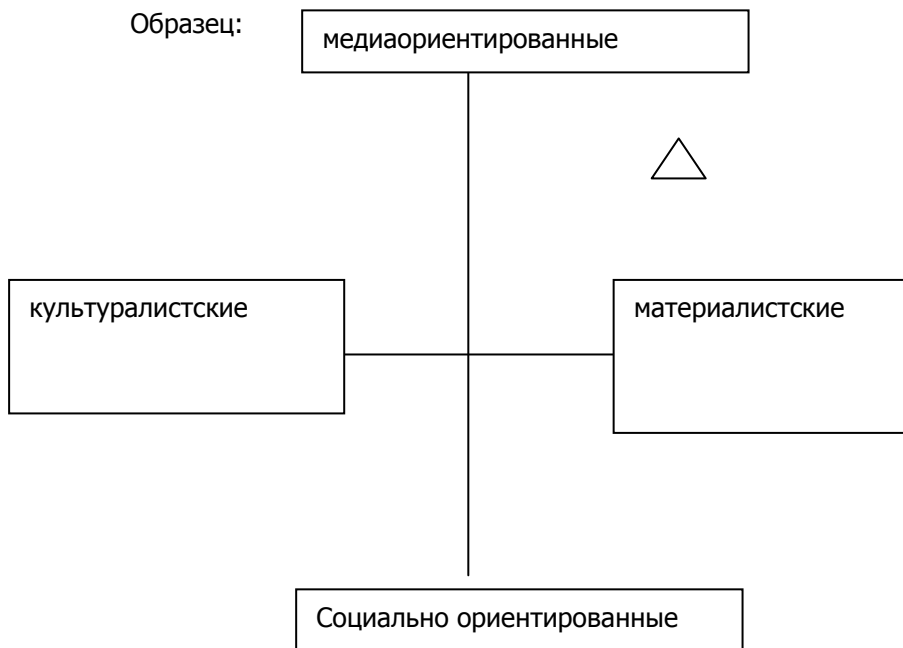 Образец:
медиаориентированные
культуралистские
материалистские
Социально ориентированные